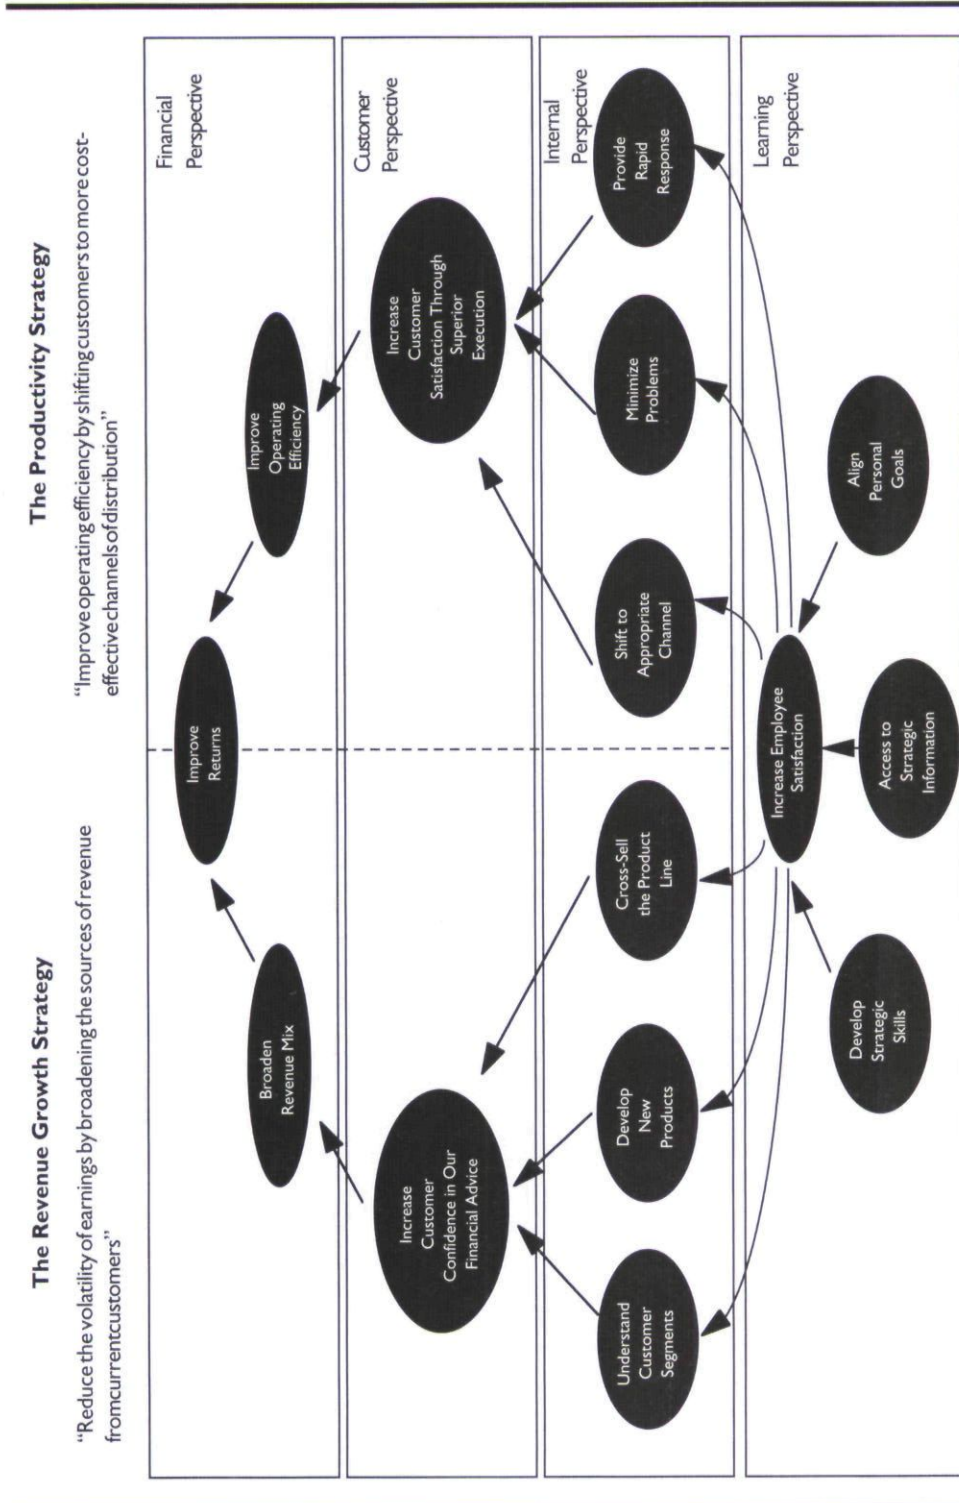 The Revenue Growth Strategy
"Reduce the volatility of earnings by broadening the sources of revenue
from current customers"
The Productivity Strategy
"Improve operating efficiency by shifting customers to more cost-
effective channels of distribution"
Financial
Perspective
Improve
Returns
Broaden
Revenue Mix
Improve
Operating
Efficiency
Customer
Perspective
Increase
Customer
Confidence in Our
Financial Advice
Increase
Customer
Satisfaction Through
Superior
Execution
Internal
Perspective
Understand
Customer
Segments
Develop
New
Products
Cross-Sell
the Product
Line
Shift to
Appropriate
Channel
Minimize
Problems
Provide
Rapid
Response
Learning
Perspective
Increase Employee
Satisfaction
Develop
Strategic
Skills
Access to
Strategic
Information
Align
Personal
Goals